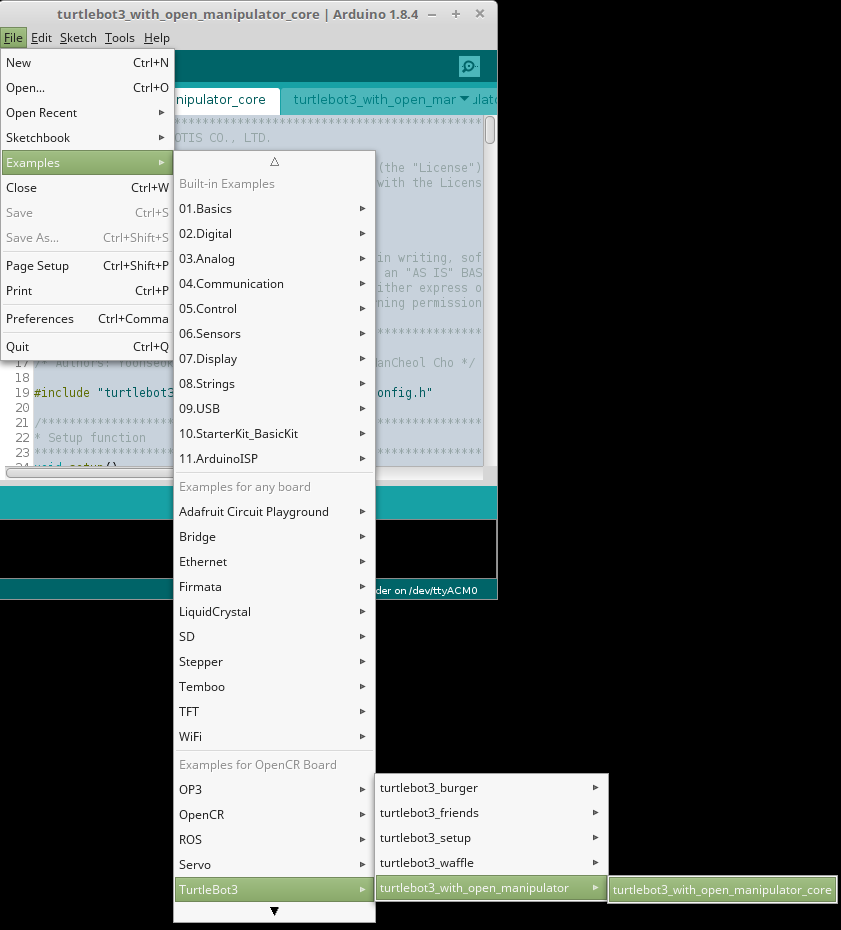 turtlebot3_with_open_manipulator_core | Arduino 1.8.4
File Edit Sketch Tools Help
nipulator_core turtlebot3_with_open_mar
New Ctrl+N
Open... Ctrl+O
Open Recent
Sketchbook
Examples
Close Ctrl+W
Save Ctrl+S
Save As... Ctrl+Shift+S
Page Setup Ctrl+Shift+P
Print Ctrl+P
Preferences Ctrl+Comma
Quit Ctrl+Q
OTIS CO., LTD.
(the "License")
with the Licens
in writing, sof
an "AS IS" BAS
ither express o
ning permission
17 /* Authors: Yoonseok HanCheol Cho */
18
19 #include "turtlebot3 onfig.h"
20
21 /**********************
22 * Setup function
23 **********************
24 void setup()
Built-in Examples
01.Basics
02.Digital
03.Analog
04.Communication
05.Control
06.Sensors
07.Display
08.Strings
09.USB
10.StarterKit_BasicKit
11.ArduinoISP
Examples for any board
Adafruit Circuit Playground
Bridge
Ethernet
Firmata
LiquidCrystal
SD
Stepper
Temboo
TFT
WiFi
Examples for OpenCR Board
OP3
OpenCR
ROS
Servo
TurtleBot3
turtlebot3_burger
turtlebot3_friends
turtlebot3_setup
turtlebot3_waffle
turtlebot3_with_open_manipulator
turtlebot3_with_open_manipulator_core
der on /dev/ttyACM0